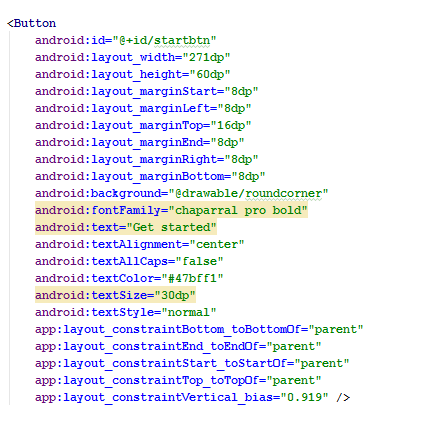 <Button
android:id="@+id/startbtn"
android:layout_width="271dp"
android:layout_height="60dp"
android:layout_marginStart="8dp"
android:layout_marginLeft="8dp"
android:layout_marginTop="16dp"
android:layout_marginEnd="8dp"
android:layout_marginRight="8dp"
android:layout_marginBottom="8dp"
android:background="@drawable/roundcorner"
android:fontFamily="chaparral pro bold"
android:text="Get started"
android:textAlignment="center"
android:textAllCaps="false"
android:textColor="#47bff1"
android:textSize="30dp"
android:textStyle="normal"
app:layout_constraintBottom_toBottomOf="parent"
app:layout_constraintEnd_toEndOf="parent"
app:layout_constraintStart_toStartOf="parent"
app:layout_constraintTop_toTopOf="parent"
app:layout_constraintVertical_bias="0.919" />